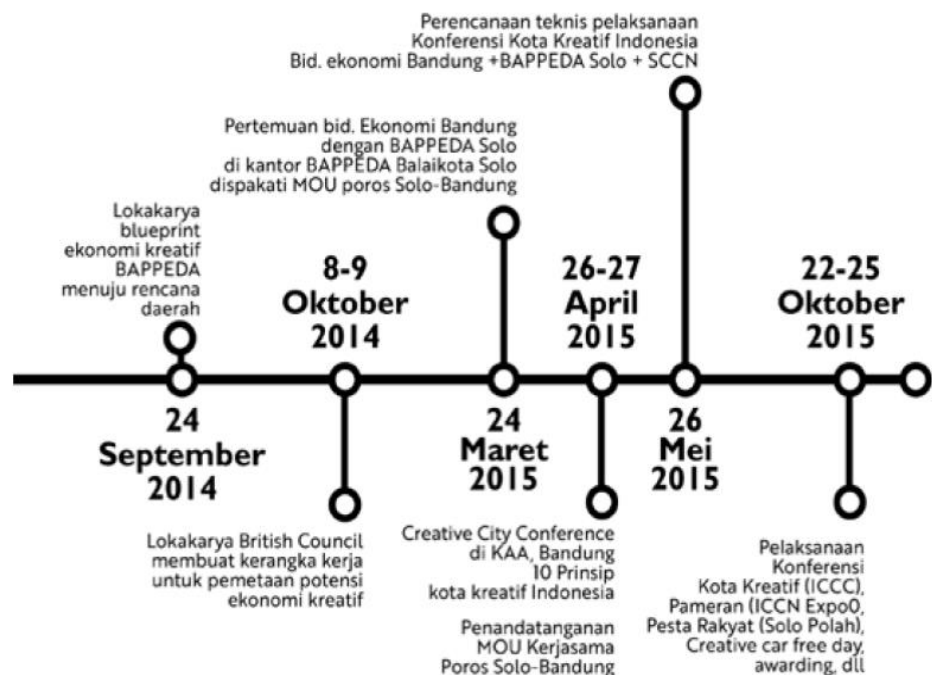 Perencanaan teknis pelaksanaan
Konferensi Kota Kreatif Indonesia
Bid. ekonomi Bandung +BAPPEDA Solo + SCCN
Pertemuan bid. Ekonomi Bandung
dengan BAPPEDA Solo
di kantor BAPPEDA Balaikota Solo
dispakati MOU poros Solo-Bandung
Lokakarya
blueprint
ekonomi kreatif
BAPPEDA
menuju rencana
daerah
8-9
Oktober
2014
26-27
April
2015
22-25
Oktober
2015
24
September
2014
24
Maret
2015
26
Mei
2015
Lokakarya British Council
membuat kerangka kerja
untuk pemetaan potensi
ekonomi kreatif
Creative City Conference
di KAA, Bandung
10 Prinsip
kota kreatif Indonesia
Penandatanganan
MOU Kerjasama
Poros Solo-Bandung
Pelaksanaan
Konferensi
Kota Kreatif (ICCC),
Pameran (ICCN Expo0,
Pesta Rakyat (Solo Polah),
Creative car free day,
awarding, dll